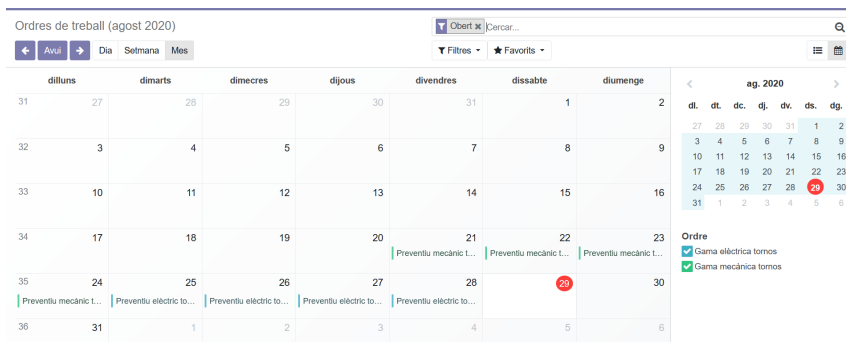 Ordres de treball (agost 2020)
Obert × Cercar...
Avui Dia Setmana Mes
Filtres Favorits
dilluns dimarts dimecres dijous divendres dissabte diumenge
31 27 28 29 30 31 1 2
32 3 4 5 6 7 8 9
33 10 11 12 13 14 15 16
34 17 18 19 20 21 22 23
Preventiu mecànic t... Preventiu mecànic t... Preventiu mecànic t...
35 24 25 26 27 28 29 30
Preventiu mecànic t... Preventiu elèctric to... Preventiu elèctric to... Preventiu elèctric to... Preventiu elèctric to...
36 31 1 2 3 4 5 6
ag. 2020
dl. dt. dc. dj. dv. ds. dg.
27 28 29 30 31 1 2
3 4 5 6 7 8 9
10 11 12 13 14 15 16
17 18 19 20 21 22 23
24 25 26 27 28 29 30
31 1 2 3 4 5 6
Ordre
Gama elèctrica tornos
Gama mecànica tornos